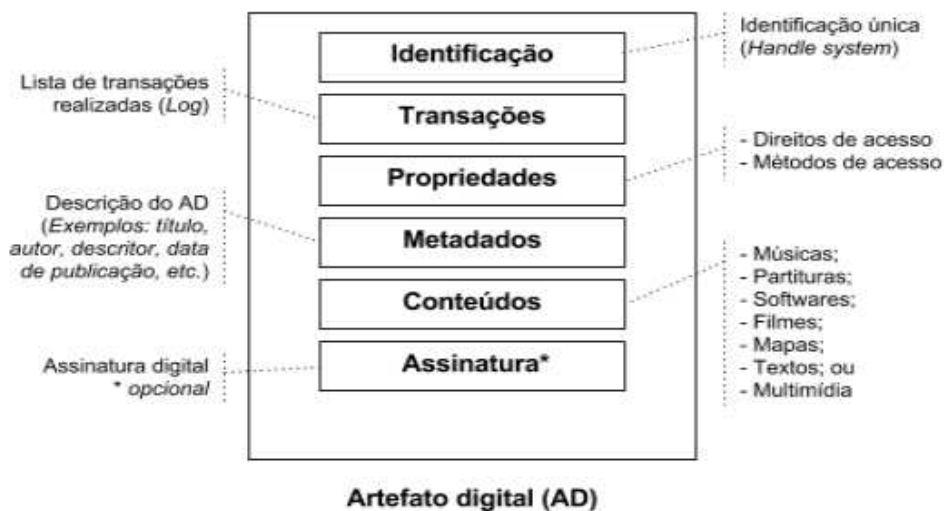 Identificação
Transações
Propriedades
Metadados
Conteúdos
Assinatura*
Lista de transações
realizadas (Log)
Descrição do AD
(Exemplos: título,
autor, descritor, data
de publicação, etc.)
Assinatura digital
* opcional
Identificação única
(Handle system)
- Direitos de acesso
- Métodos de acesso
- Músicas;
- Partituras;
- Softwares;
- Filmes;
- Mapas;
- Textos; ou
- Multimídia
Artefato digital (AD)